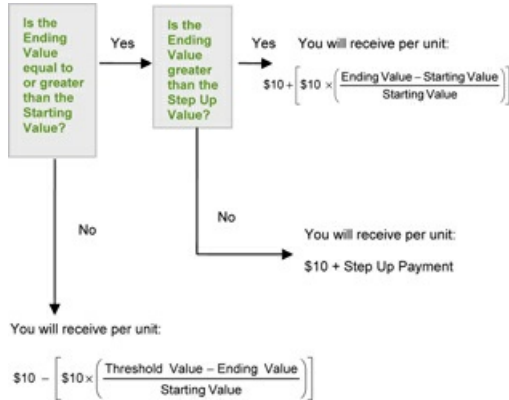 Is the
Ending
Value
equal to
or greater
than the
Starting
Value?
Yes
Is the
Ending
Value
greater
than the
Step Up
Value?
Yes
You will receive per unit:
$10 + [ $10 × ( Ending Value – Starting Value
Starting Value ) ]
No
No
You will receive per unit:
$10 + Step Up Payment
You will receive per unit:
$10 – [ $10 × ( Threshold Value – Ending Value
Starting Value ) ]